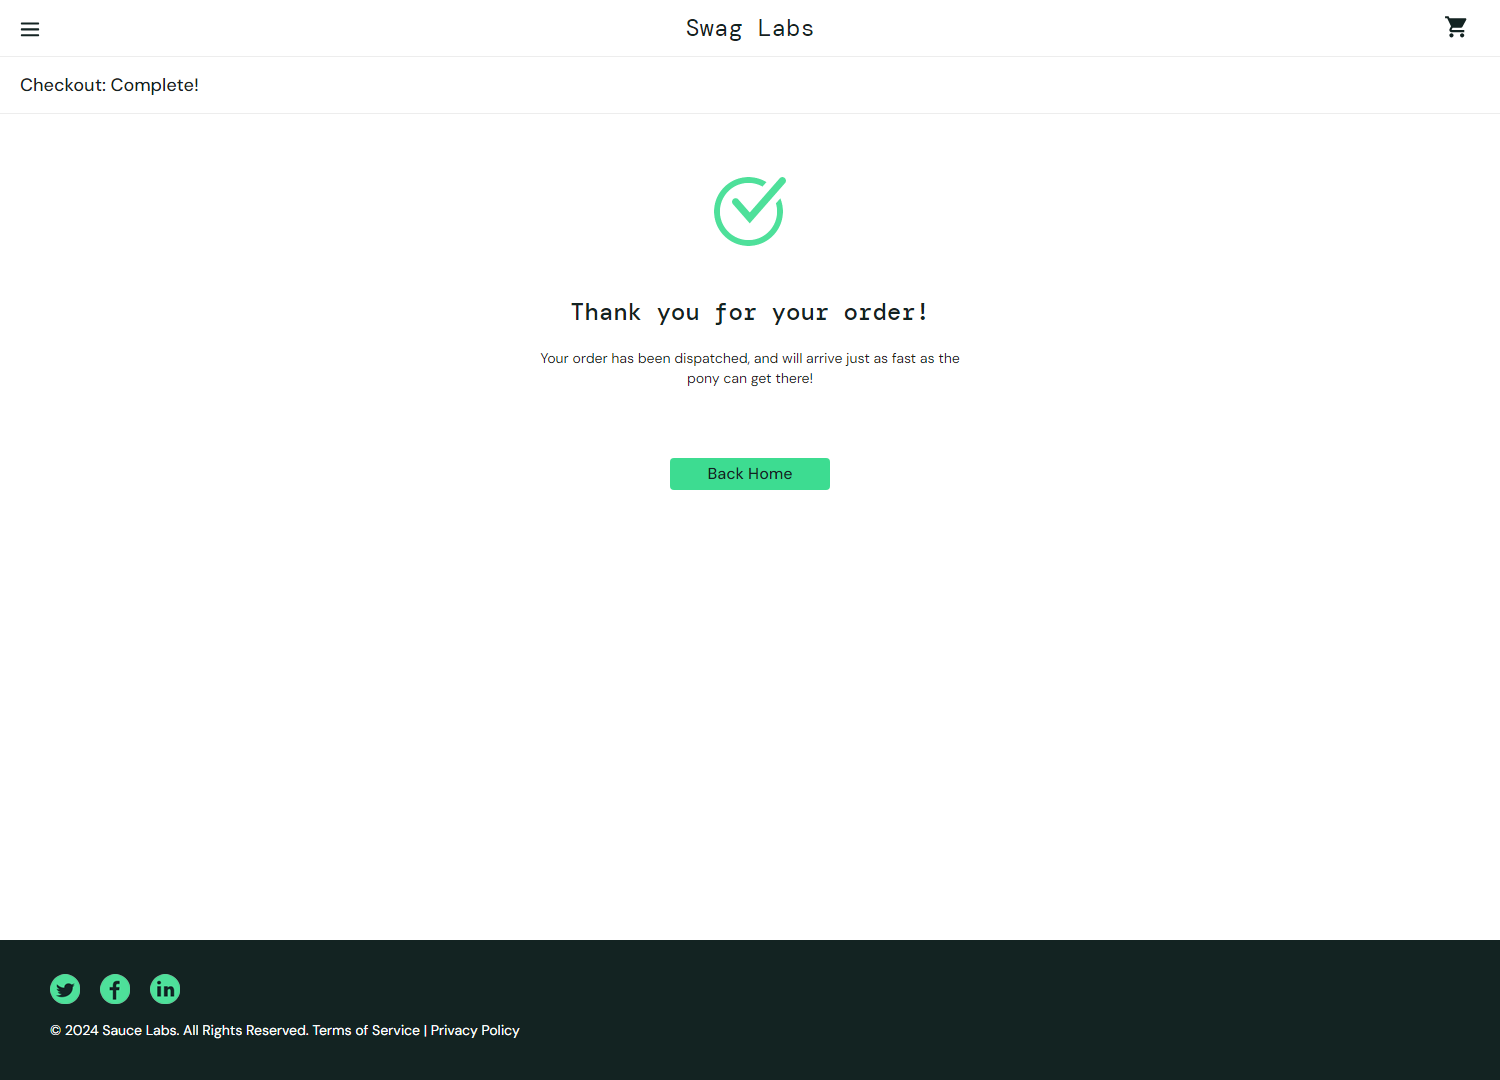 Swag Labs
Checkout: Complete!
Thank you for your order!
Your order has been dispatched, and will arrive just as fast as the
pony can get there!
Back Home
© 2024 Sauce Labs. All Rights Reserved. Terms of Service | Privacy Policy